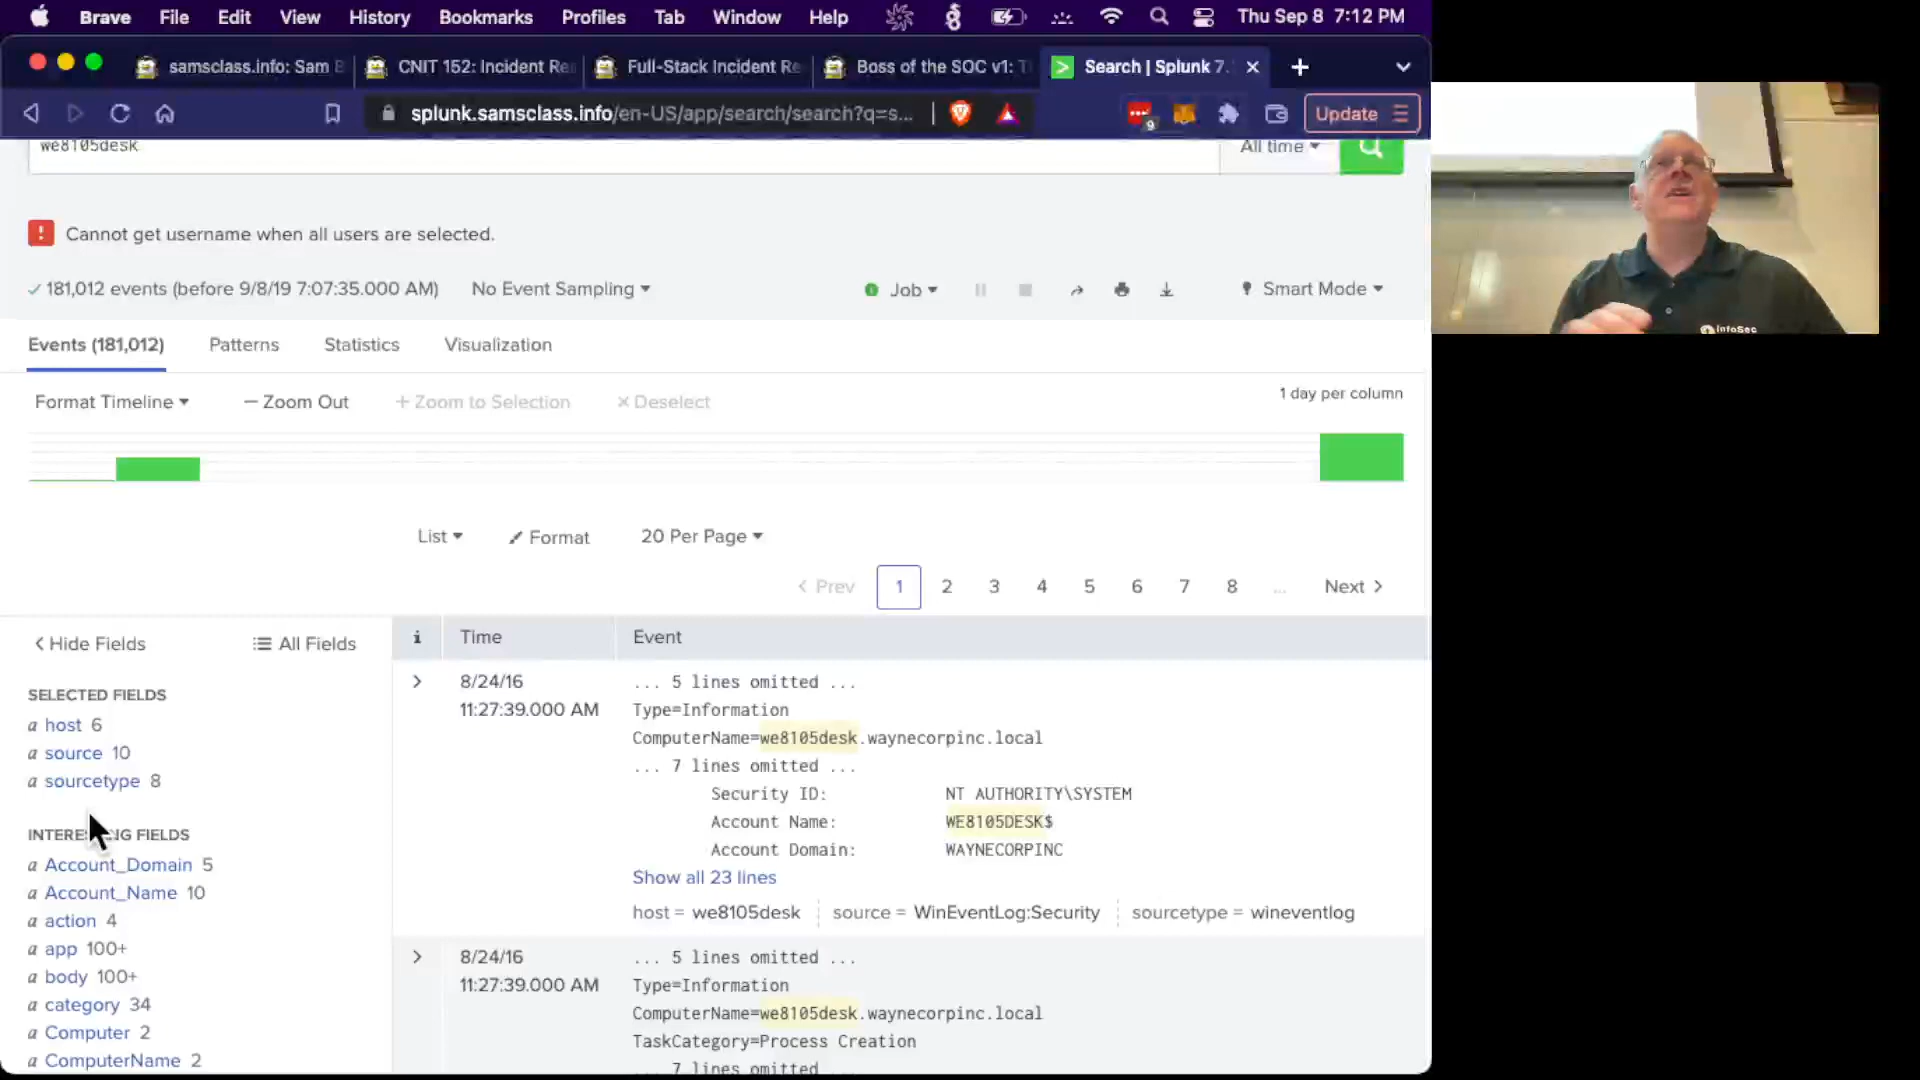 Brave File Edit View History Bookmarks Profiles Tab Window Help Thu Sep 8 7:12 PM
samsclass.info: Sam B CNIT 152: Incident Re Full-Stack Incident Re Boss of the SOC v1: T Search | Splunk 7.
splunk.samsclass.info/en-US/app/search/search?q=s... 9 Update
we8105desk All time
Cannot get username when all users are selected.
181,012 events (before 9/8/19 7:07:35.000 AM) No Event Sampling Job Smart Mode
Events (181,012) Patterns Statistics Visualization
Format Timeline — Zoom Out + Zoom to Selection × Deselect 1 day per column
List Format 20 Per Page
< Prev 1 2 3 4 5 6 7 8 ... Next >
< Hide Fields All Fields i Time Event
SELECTED FIELDS
a host 6
a source 10
a sourcetype 8
INTERESTING FIELDS
a Account_Domain 5
a Account_Name 10
a action 4
a app 100+
a body 100+
a category 34
a Computer 2
a ComputerName 2
> 8/24/16 ... 5 lines omitted ...
11:27:39.000 AM Type=Information
ComputerName=we8105desk.waynecorpinc.local
... 7 lines omitted ...
Security ID: NT AUTHORITY\SYSTEM
Account Name: WE8105DESK$
Account Domain: WAYNECORPINC
Show all 23 lines
host = we8105desk source = WinEventLog:Security sourcetype = wineventlog
> 8/24/16 ... 5 lines omitted ...
11:27:39.000 AM Type=Information
ComputerName=we8105desk.waynecorpinc.local
TaskCategory=Process Creation
... 7 lines omitted ...
InfoSec